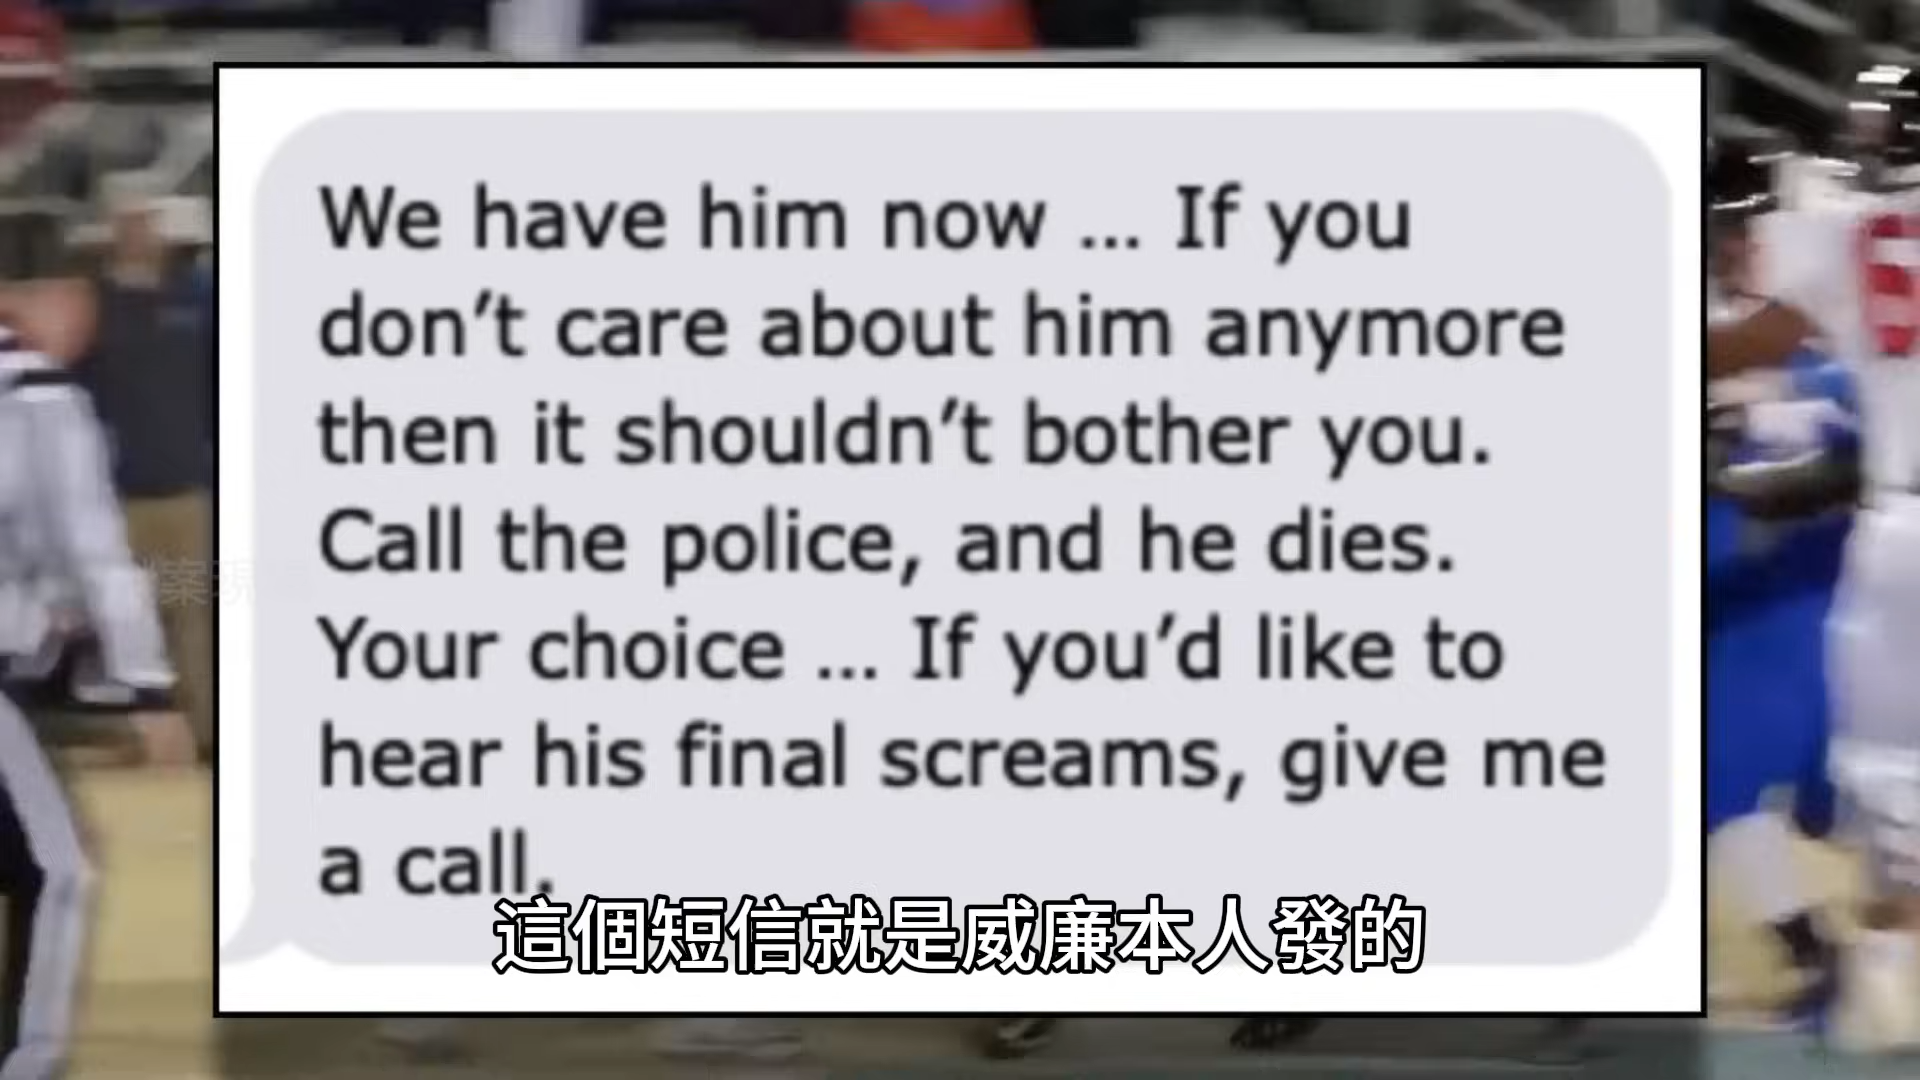 We have him now ... If you
don’t care about him anymore
then it shouldn’t bother you.
Call the police, and he dies.
Your choice ... If you’d like to
hear his final screams, give me
a call.
這個短信就是威廉本人發的